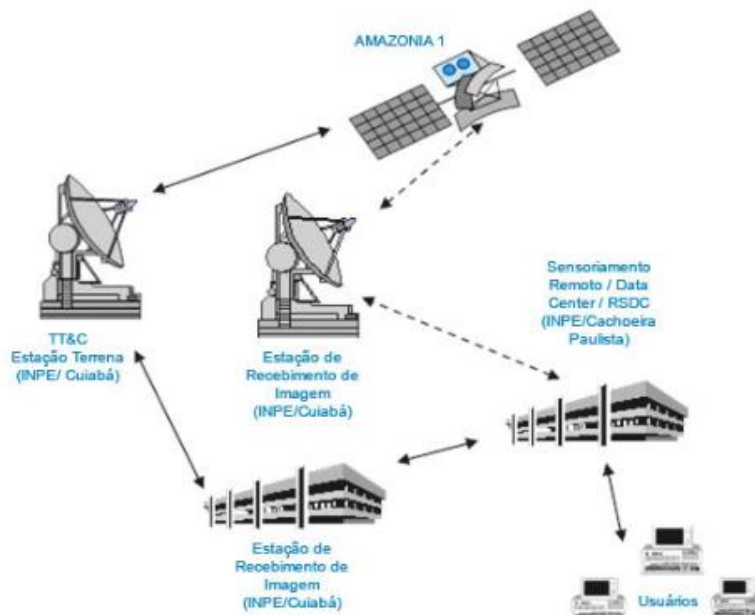 AMAZONIA 1
Sensoriamento
Remoto / Data
Center / RSDC
(INPE/Cachoeira
Paulista)
TT&C
Estação Terrena
(INPE/ Cuiabá)
Estação de
Recebimento de
Imagem
(INPE/Cuiabá)
Estação de
Recebimento de
Imagem
(INPE/Cuiabá)
Usuários